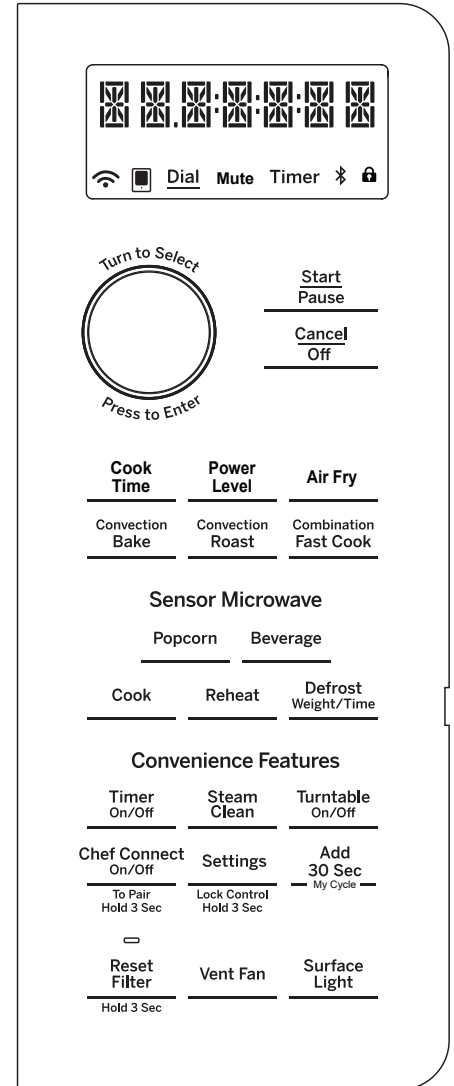 Dial Mute Timer
Turn to Select
Press to Enter
Start
Pause
Cancel
Off
Cook
Time
Power
Level
Air Fry
Convection
Bake
Convection
Roast
Combination
Fast Cook
Sensor Microwave
Popcorn
Beverage
Cook
Reheat
Defrost
Weight/Time
Convenience Features
Timer
On/Off
Steam
Clean
Turntable
On/Off
Chef Connect
On/Off
To Pair
Hold 3 Sec
Settings
Lock Control
Hold 3 Sec
Add
30 Sec
My Cycle
Reset
Filter
Hold 3 Sec
Vent Fan
Surface
Light